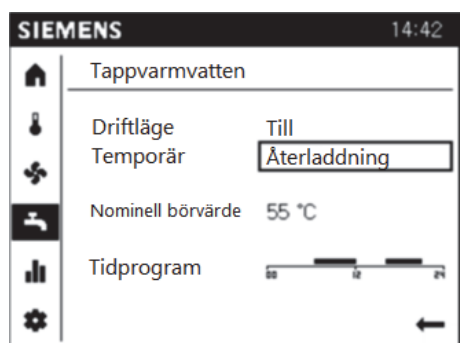 SIEMENS 14:42
Tappvarmvatten
Driftläge Till
Temporär Återladdning
Nominell börvärde 55 °C
Tidprogram
00 12 24